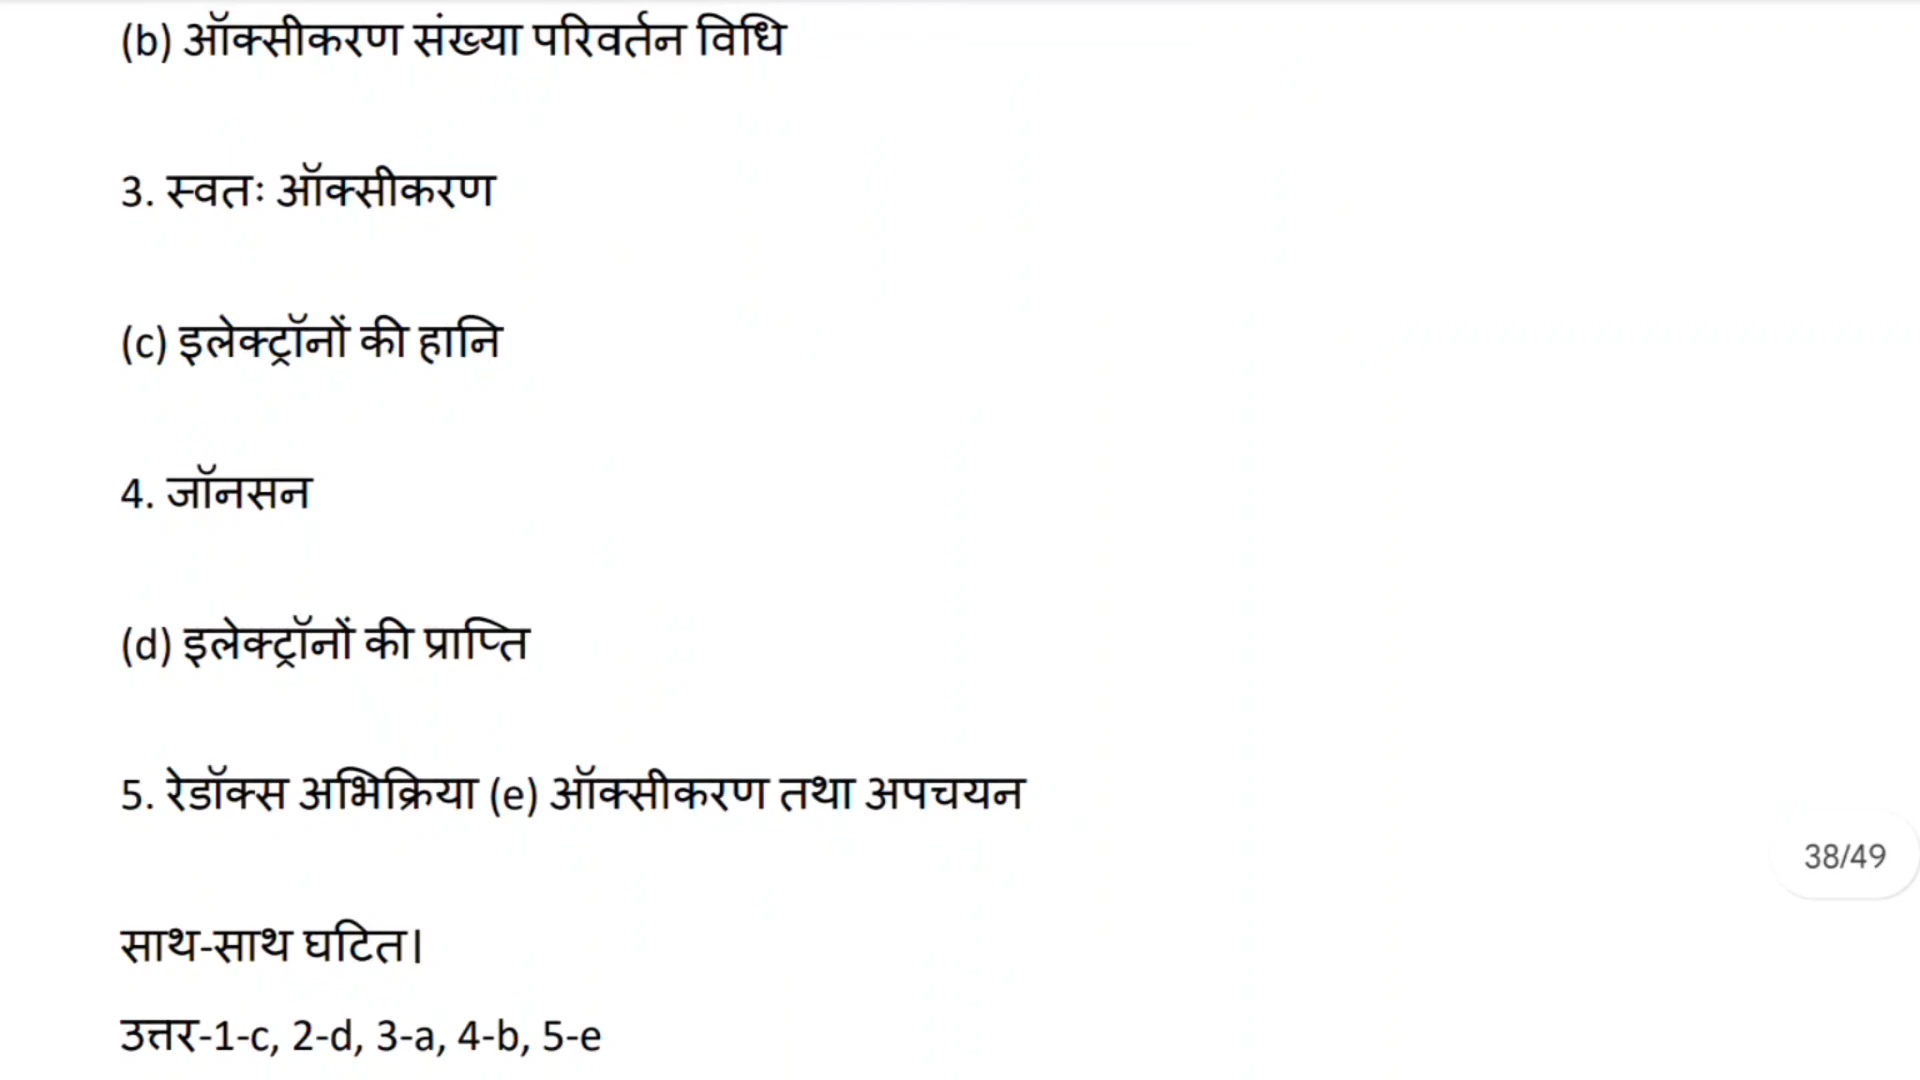 (b) ऑक्सीकरण संख्या परिवर्तन विधि
3. स्वतः ऑक्सीकरण
(c) इलेक्ट्रॉनों की हानि
4. जॉनसन
(d) इलेक्ट्रॉनों की प्राप्ति
5. रेडॉक्स अभिक्रिया (e) ऑक्सीकरण तथा अपचयन
38/49
साथ-साथ घटित।
उत्तर-1-c, 2-d, 3-a, 4-b, 5-e